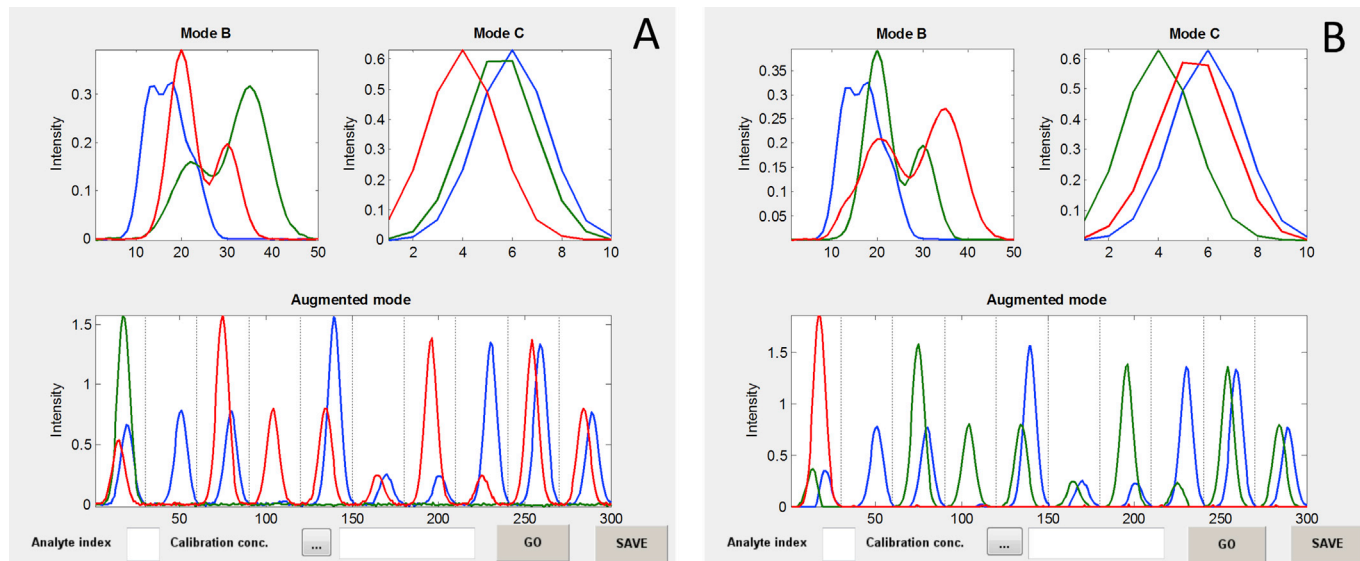 A
Mode B
Mode C
Intensity
0.3
0.2
0.1
0
10 20 30 40 50
0.6
0.5
0.4
0.3
0.2
0.1
0
2 4 6 8 10
Augmented mode
Intensity
1.5
1
0.5
0
50 100 150 200 250 300
Analyte index
Calibration conc.
...
GO
SAVE
B
Mode B
Mode C
Intensity
0.35
0.3
0.25
0.2
0.15
0.1
0.05
10 20 30 40 50
Intensity
0.6
0.5
0.4
0.3
0.2
0.1
0
2 4 6 8 10
Augmented mode
Intensity
1.5
1
0.5
0
50 100 150 200 250 300
Analyte index
Calibration conc.
...
GO
SAVE